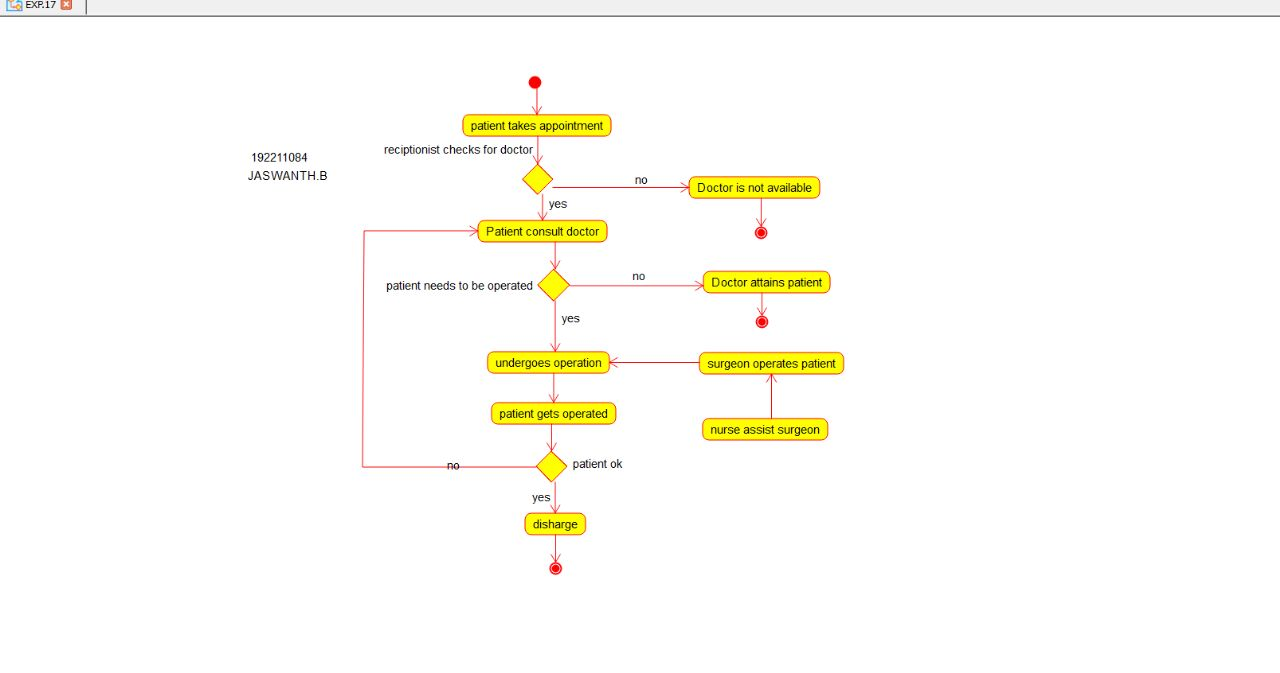 EXP.17
patient takes appointment
reciptionist checks for doctor
192211084
JASWANTH.B
no
Doctor is not available
yes
Patient consult doctor
no
Doctor attains patient
patient needs to be operated
yes
undergoes operation
surgeon operates patient
patient gets operated
nurse assist surgeon
no
patient ok
yes
disharge